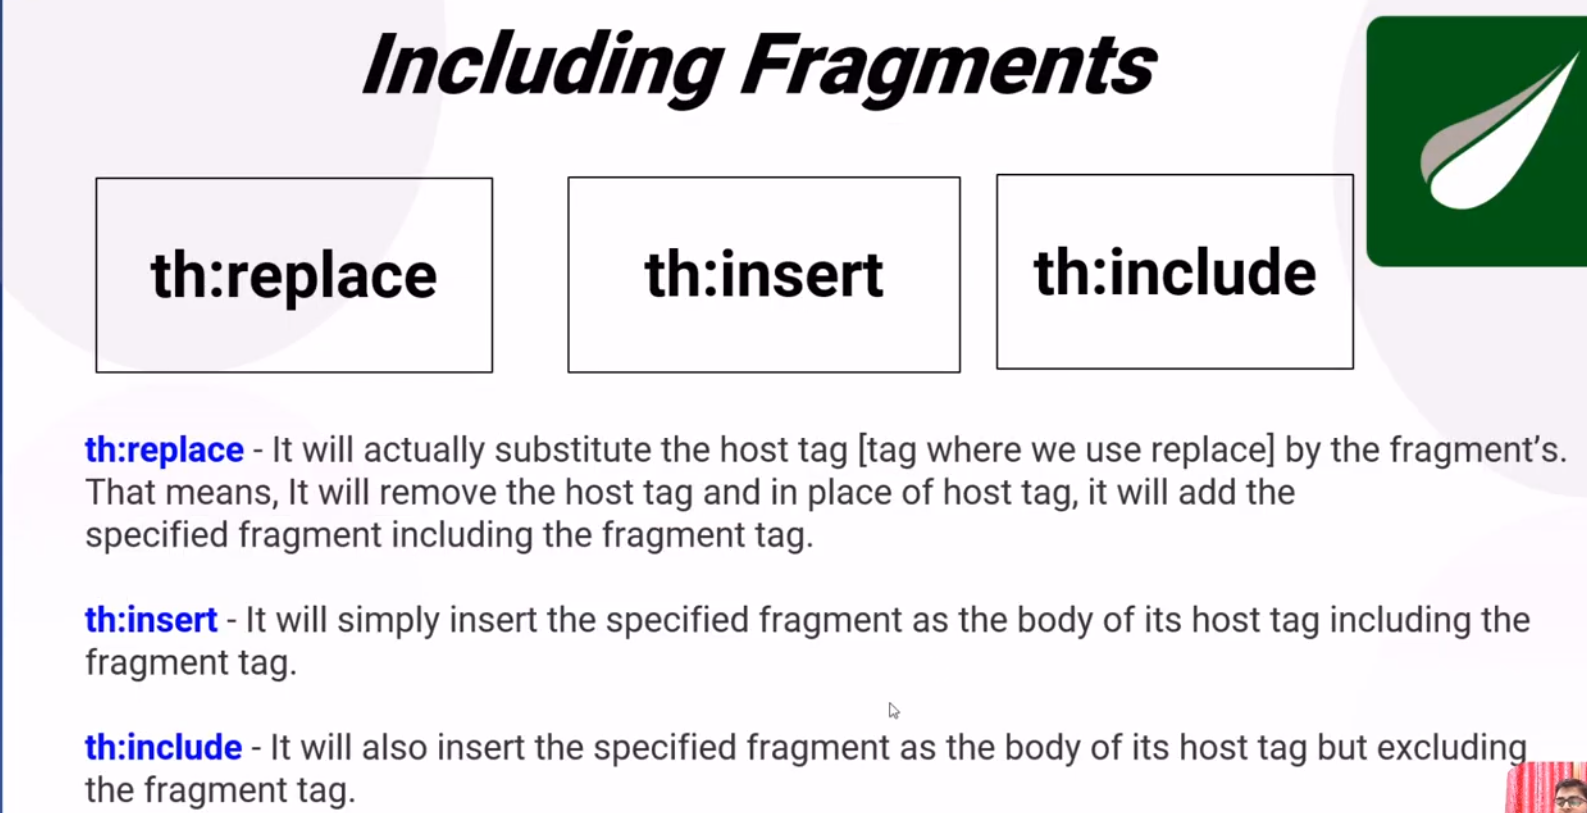 Including Fragments
th:replace
th:insert
th:include
th:replace - It will actually substitute the host tag [tag where we use replace] by the fragment’s.
That means, It will remove the host tag and in place of host tag, it will add the
specified fragment including the fragment tag.
th:insert - It will simply insert the specified fragment as the body of its host tag including the
fragment tag.
th:include - It will also insert the specified fragment as the body of its host tag but excluding
the fragment tag.